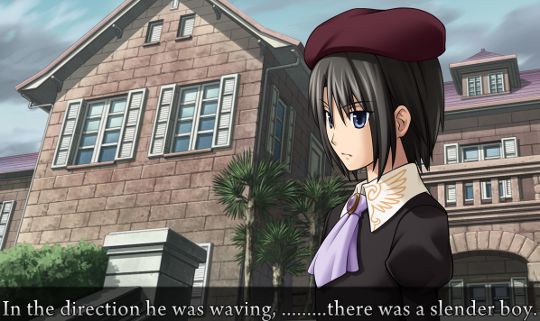 In the direction he was waving, .........there was a slender boy.